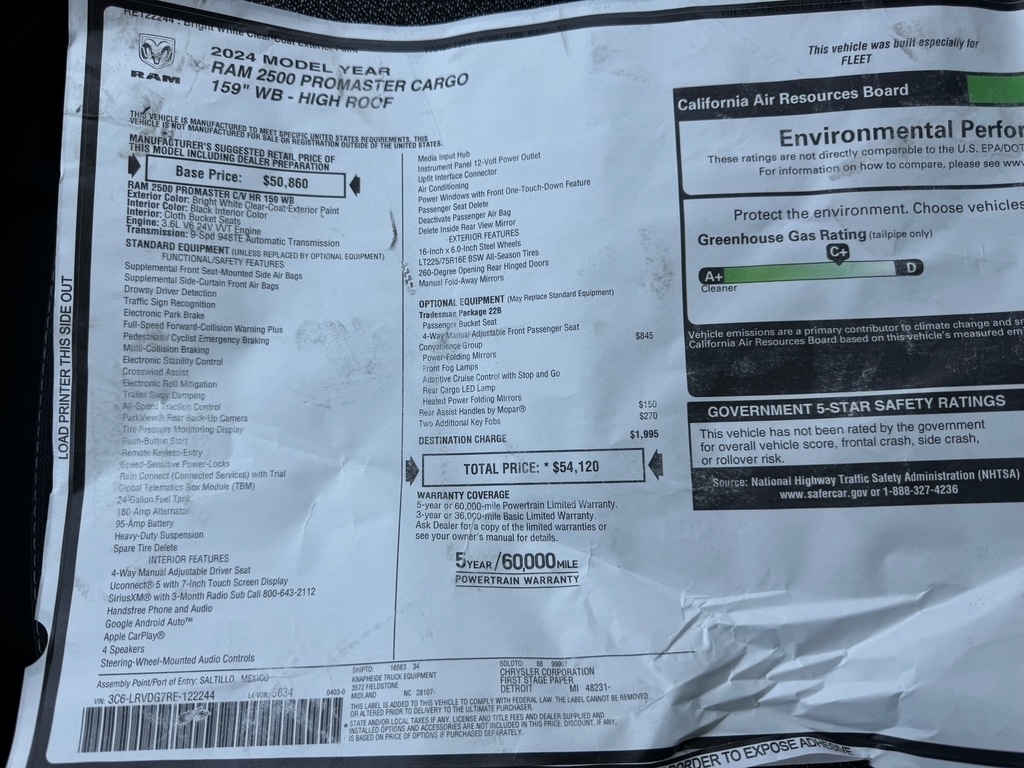 RE122244 - Bright White Clear-Coat Exterior Paint
RAM
2024 MODEL YEAR
RAM 2500 PROMASTER CARGO
159" WB - HIGH ROOF
THIS VEHICLE IS MANUFACTURED TO MEET SPECIFIC UNITED STATES REQUIREMENTS. THIS
VEHICLE IS NOT MANUFACTURED FOR SALE OR REGISTRATION OUTSIDE OF THE UNITED STATES.
MANUFACTURER'S SUGGESTED RETAIL PRICE OF
THIS MODEL INCLUDING DEALER PREPARATION
Base Price: $50,860
RAM 2500 PROMASTER C/V HR 159 WB
Exterior Color: Bright White Clear-Coat Exterior Paint
Interior Color: Black Interior Color
Interior: Cloth Bucket Seats
Engine: 3.6L V6 24V VVT Engine
Transmission: 9-Spd 948TE Automatic Transmission
STANDARD EQUIPMENT (UNLESS REPLACED BY OPTIONAL EQUIPMENT)
FUNCTIONAL/SAFETY FEATURES
Supplemental Front Seat-Mounted Side Air Bags
Supplemental Side-Curtain Front Air Bags
Drowsy Driver Detection
Traffic Sign Recognition
Electronic Park Brake
Full-Speed Forward-Collision Warning Plus
Pedestrian / Cyclist Emergency Braking
Multi-Collision Braking
Electronic Stability Control
Crosswind Assist
Electronic Roll Mitigation
Trailer Sway Damping
All-Speed Traction Control
ParkView® Rear Back-Up Camera
Tire Pressure Monitoring Display
Push-Button Start
Remote Keyless-Entry
Speed-Sensitive Power-Locks
Ram Connect (Connected Services) with Trial
Global Telematics Box Module (TBM)
24-Gallon Fuel Tank
180-Amp Alternator
95-Amp Battery
Heavy-Duty Suspension
Spare Tire Delete
INTERIOR FEATURES
4-Way Manual Adjustable Driver Seat
Uconnect® 5 with 7-Inch Touch Screen Display
SiriusXM® with 3-Month Radio Sub Call 800-643-2112
Handsfree Phone and Audio
Google Android Auto™
Apple CarPlay®
4 Speakers
Steering-Wheel-Mounted Audio Controls
Media Input Hub
Instrument Panel 12-Volt Power Outlet
Upfit Interface Connector
Air Conditioning
Power Windows with Front One-Touch-Down Feature
Passenger Seat Delete
Deactivate Passenger Air Bag
Delete Inside Rear View Mirror
EXTERIOR FEATURES
16-Inch x 6.0-Inch Steel Wheels
LT225/75R16E BSW All-Season Tires
260-Degree Opening Rear Hinged Doors
Manual Fold-Away Mirrors
OPTIONAL EQUIPMENT (May Replace Standard Equipment)
Tradesman Package 22B
Passenger Bucket Seat
4-Way Manual Adjustable Front Passenger Seat
Convenience Group $845
Power-Folding Mirrors
Front Fog Lamps
Adaptive Cruise Control with Stop and Go
Rear Cargo LED Lamp
Heated Power Folding Mirrors
Rear Assist Handles by Mopar® $150
Two Additional Key Fobs $270
DESTINATION CHARGE $1,995
TOTAL PRICE: * $54,120
WARRANTY COVERAGE
5-year or 60,000-mile Powertrain Limited Warranty.
3-year or 36,000-mile Basic Limited Warranty.
Ask Dealer for a copy of the limited warranties or
see your owner's manual for details.
5 YEAR / 60,000 MILE
POWERTRAIN WARRANTY
This vehicle was built especially for
FLEET
California Air Resources Board
Environmental Perfor
These ratings are not directly comparable to the U.S. EPA/DOT
For information on how to compare, please see www
Protect the environment. Choose vehicles
Greenhouse Gas Rating (tailpipe only)
C+
A+
D
Cleaner
Vehicle emissions are a primary contributor to climate change and sm
California Air Resources Board based on this vehicle's measured em
GOVERNMENT 5-STAR SAFETY RATINGS
This vehicle has not been rated by the government
for overall vehicle score, frontal crash, side crash,
or rollover risk.
Source: National Highway Traffic Safety Administration (NHTSA)
www.safercar.gov or 1-888-327-4236
LOAD PRINTER THIS SIDE OUT
Assembly Point/Port of Entry: SALTILLO, MEXICO
VIN: 3C6-LRVDG7RE-122244
5634
0403-0
SHIPTO: 16563 34
KNAPHEIDE TRUCK EQUIPMENT
3572 FIELDSTONE
MIDLAND NC 28107-
SOLDTO: 88 99907
CHRYSLER CORPORATION
FIRST STAGE PAPER
DETROIT MI 48231-
THIS LABEL IS ADDED TO THIS VEHICLE TO COMPLY WITH FEDERAL LAW. THE LABEL CANNOT BE REMOVED
OR ALTERED PRIOR TO DELIVERY TO THE ULTIMATE PURCHASER.
* STATE AND/OR LOCAL TAXES IF ANY, LICENSE AND TITLE FEES AND DEALER SUPPLIED AND
INSTALLED OPTIONS AND ACCESSORIES ARE NOT INCLUDED IN THIS PRICE. DISCOUNT, IF ANY,
IS BASED ON PRICE OF OPTIONS IF PURCHASED SEPARATELY.
ORDER TO EXPOSE ADHESIVE